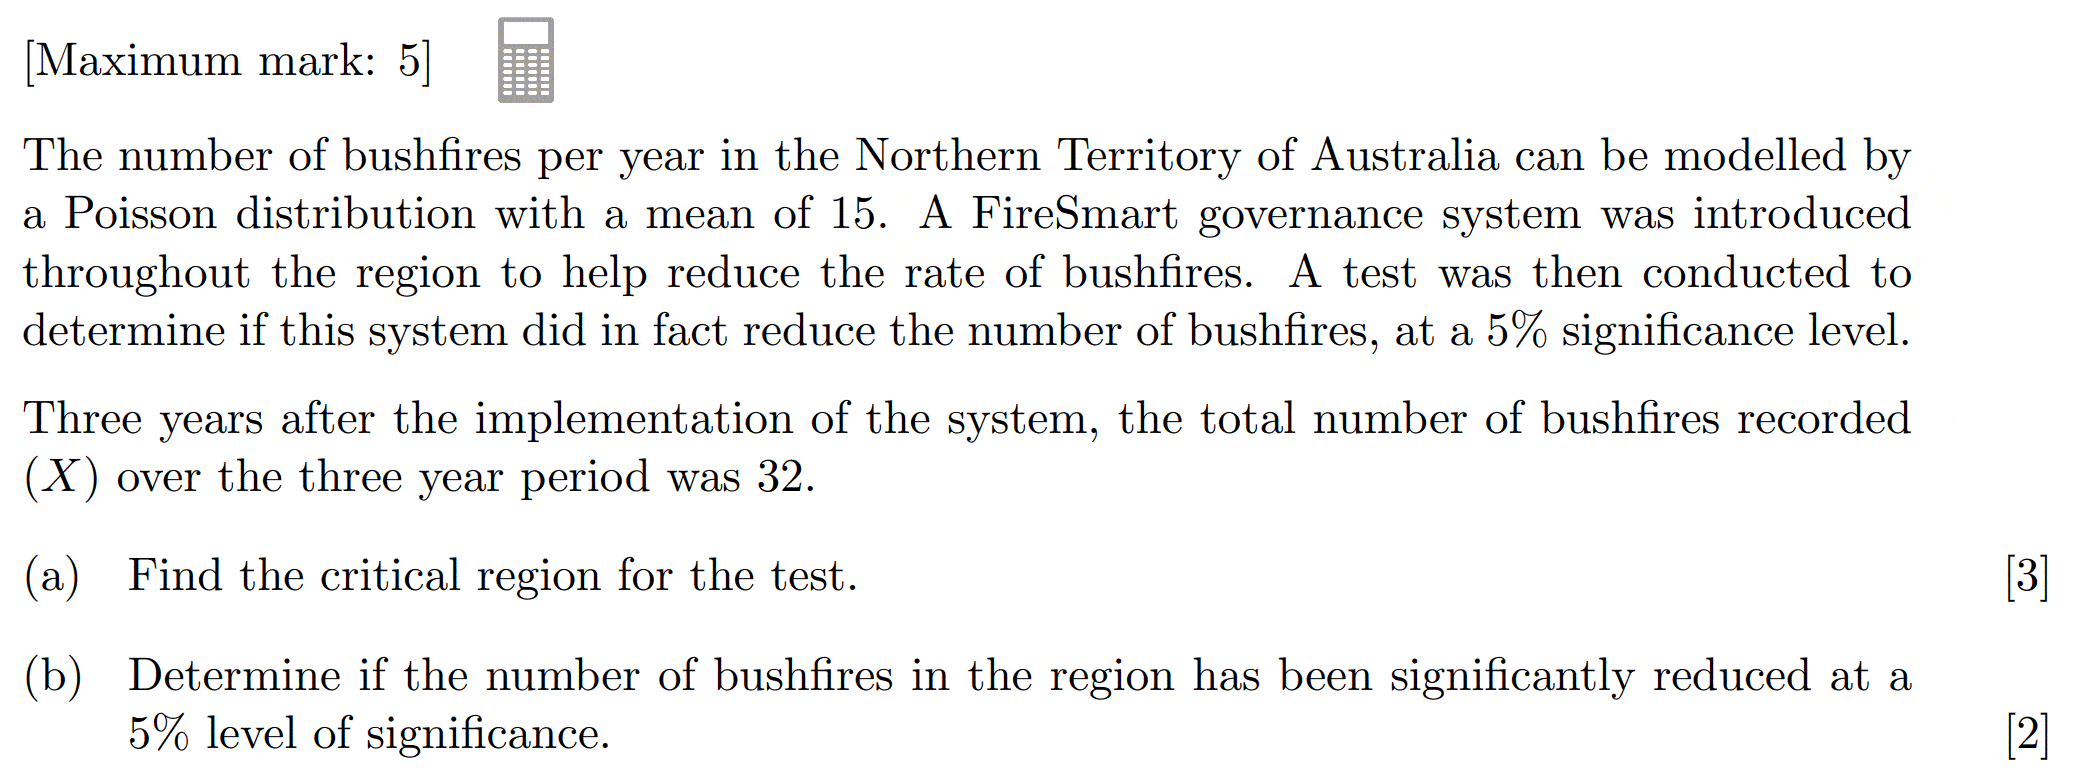 [Maximum mark: 5]
The number of bushfires per year in the Northern Territory of Australia can be modelled by
a Poisson distribution with a mean of 15. A FireSmart governance system was introduced
throughout the region to help reduce the rate of bushfires. A test was then conducted to
determine if this system did in fact reduce the number of bushfires, at a 5% significance level.
Three years after the implementation of the system, the total number of bushfires recorded
(X) over the three year period was 32.
(a) Find the critical region for the test. [3]
(b) Determine if the number of bushfires in the region has been significantly reduced at a
5% level of significance. [2]